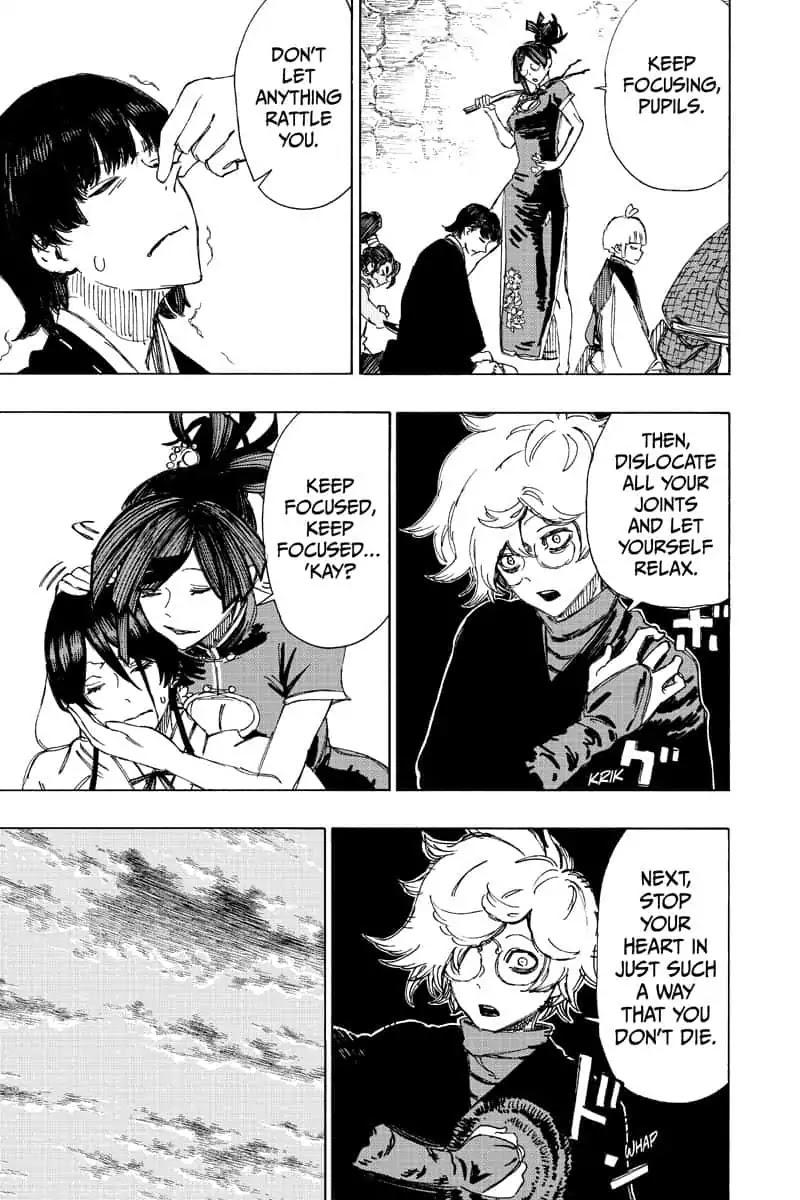 KEEP
FOCUSING,
PUPILS.
DON'T
LET
ANYTHING
RATTLE
YOU.
THEN,
DISLOCATE
ALL YOUR
JOINTS
AND LET
YOURSELF
RELAX.
ボ
グ
KRIK
KEEP
FOCUSED,
KEEP
FOCUSED...
'KAY?
NEXT,
STOP
YOUR
HEART IN
JUST SUCH
A WAY
THAT YOU
DON'T DIE.
ドッ
WHAP